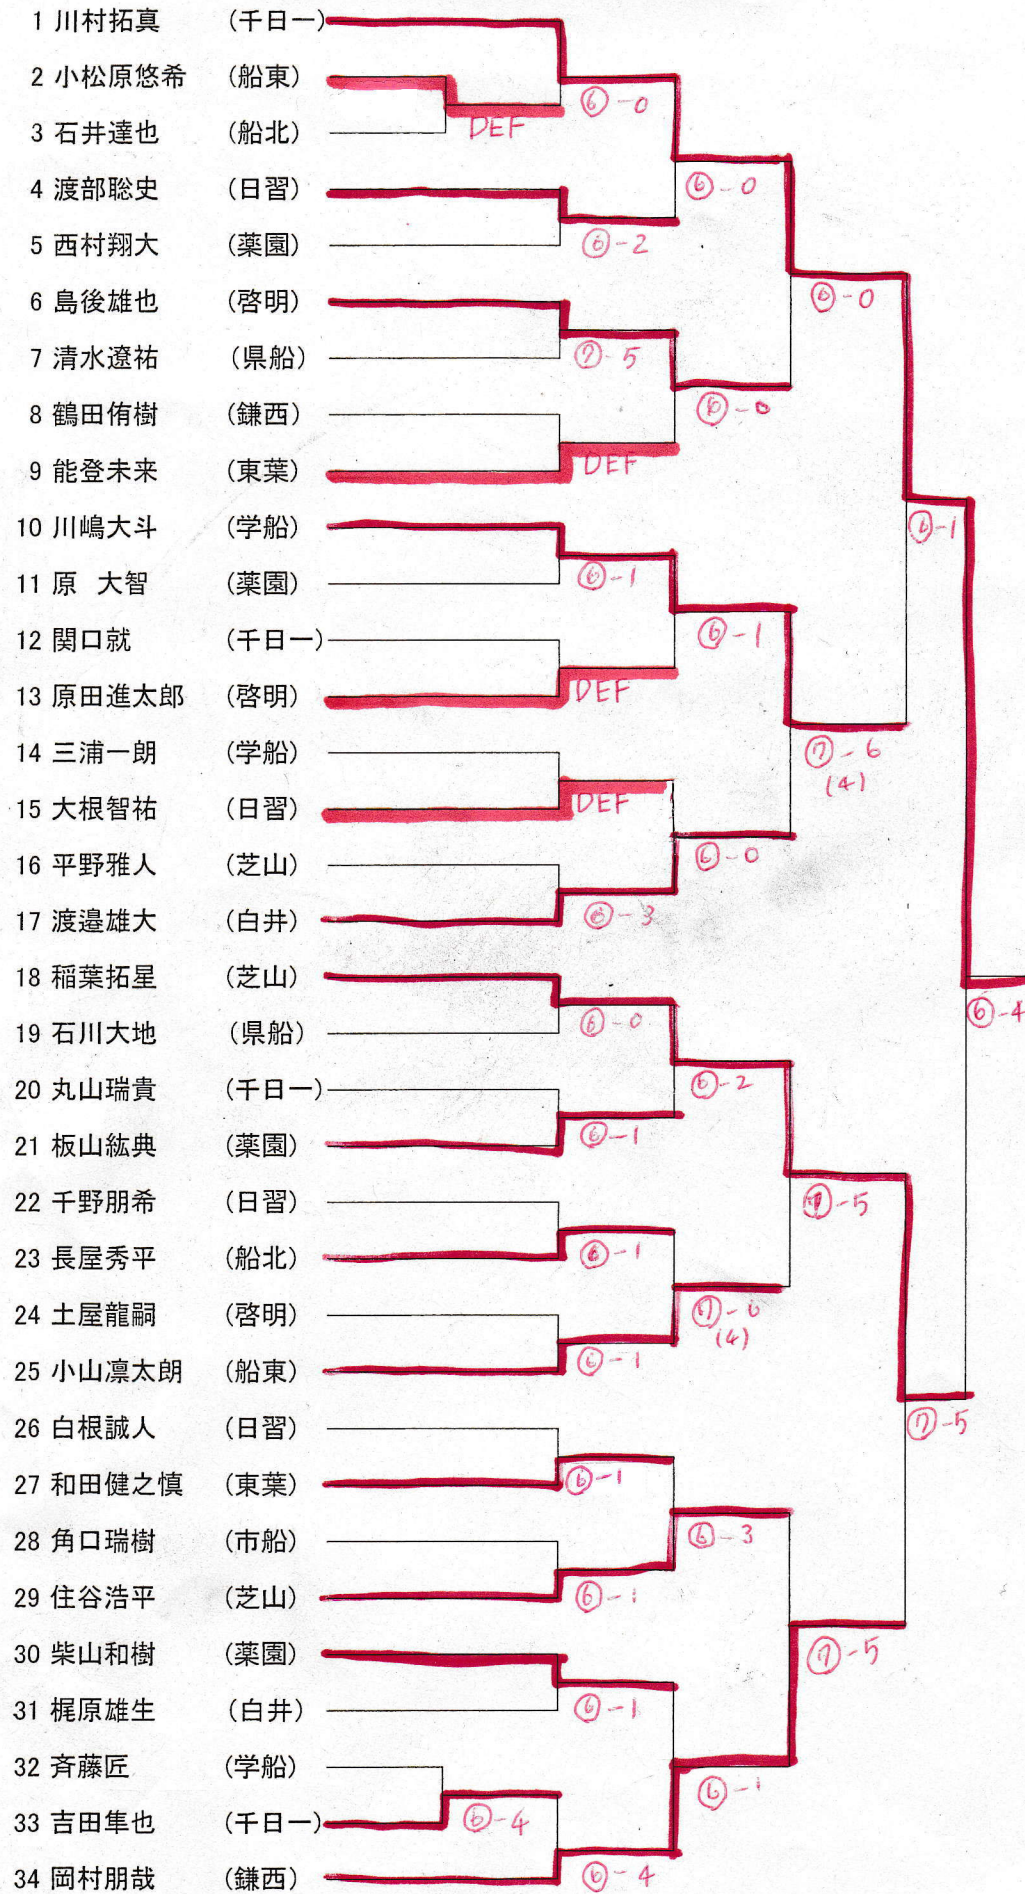 1 川村拓真 (千日一)
2 小松原悠希 (船東)
⑥-0
3 石井達也 (船北)
DEF
4 渡部聡史 (日習)
⑥-0
5 西村翔大 (薬園)
⑥-2
6 島後雄也 (啓明)
⑥-0
7 清水遼祐 (県船)
⑦-5
8 鶴田侑樹 (鎌西)
⑥-0
9 能登未来 (東葉)
DEF
10 川嶋大斗 (学船)
⑥-1
11 原 大智 (薬園)
⑥-1
12 関口就 (千日一)
⑥-1
13 原田進太郎 (啓明)
DEF
14 三浦一朗 (学船)
⑦-6
(4)
15 大根智祐 (日習)
DEF
16 平野雅人 (芝山)
⑥-0
17 渡邉雄大 (白井)
⑥-3
18 稲葉拓星 (芝山)
⑥-4
19 石川大地 (県船)
⑥-0
20 丸山瑞貴 (千日一)
⑥-2
21 板山紘典 (薬園)
⑥-1
22 千野朋希 (日習)
⑦-5
23 長屋秀平 (船北)
⑥-1
24 土屋龍嗣 (啓明)
⑦-6
(4)
25 小山凛太朗 (船東)
⑥-1
26 白根誠人 (日習)
⑦-5
27 和田健之慎 (東葉)
⑥-1
28 角口瑞樹 (市船)
⑥-3
29 住谷浩平 (芝山)
⑥-1
30 柴山和樹 (薬園)
⑦-5
31 梶原雄生 (白井)
⑥-1
32 斉藤匠 (学船)
⑥-1
33 吉田隼也 (千日一)
⑥-4
34 岡村朋哉 (鎌西)
⑥-4